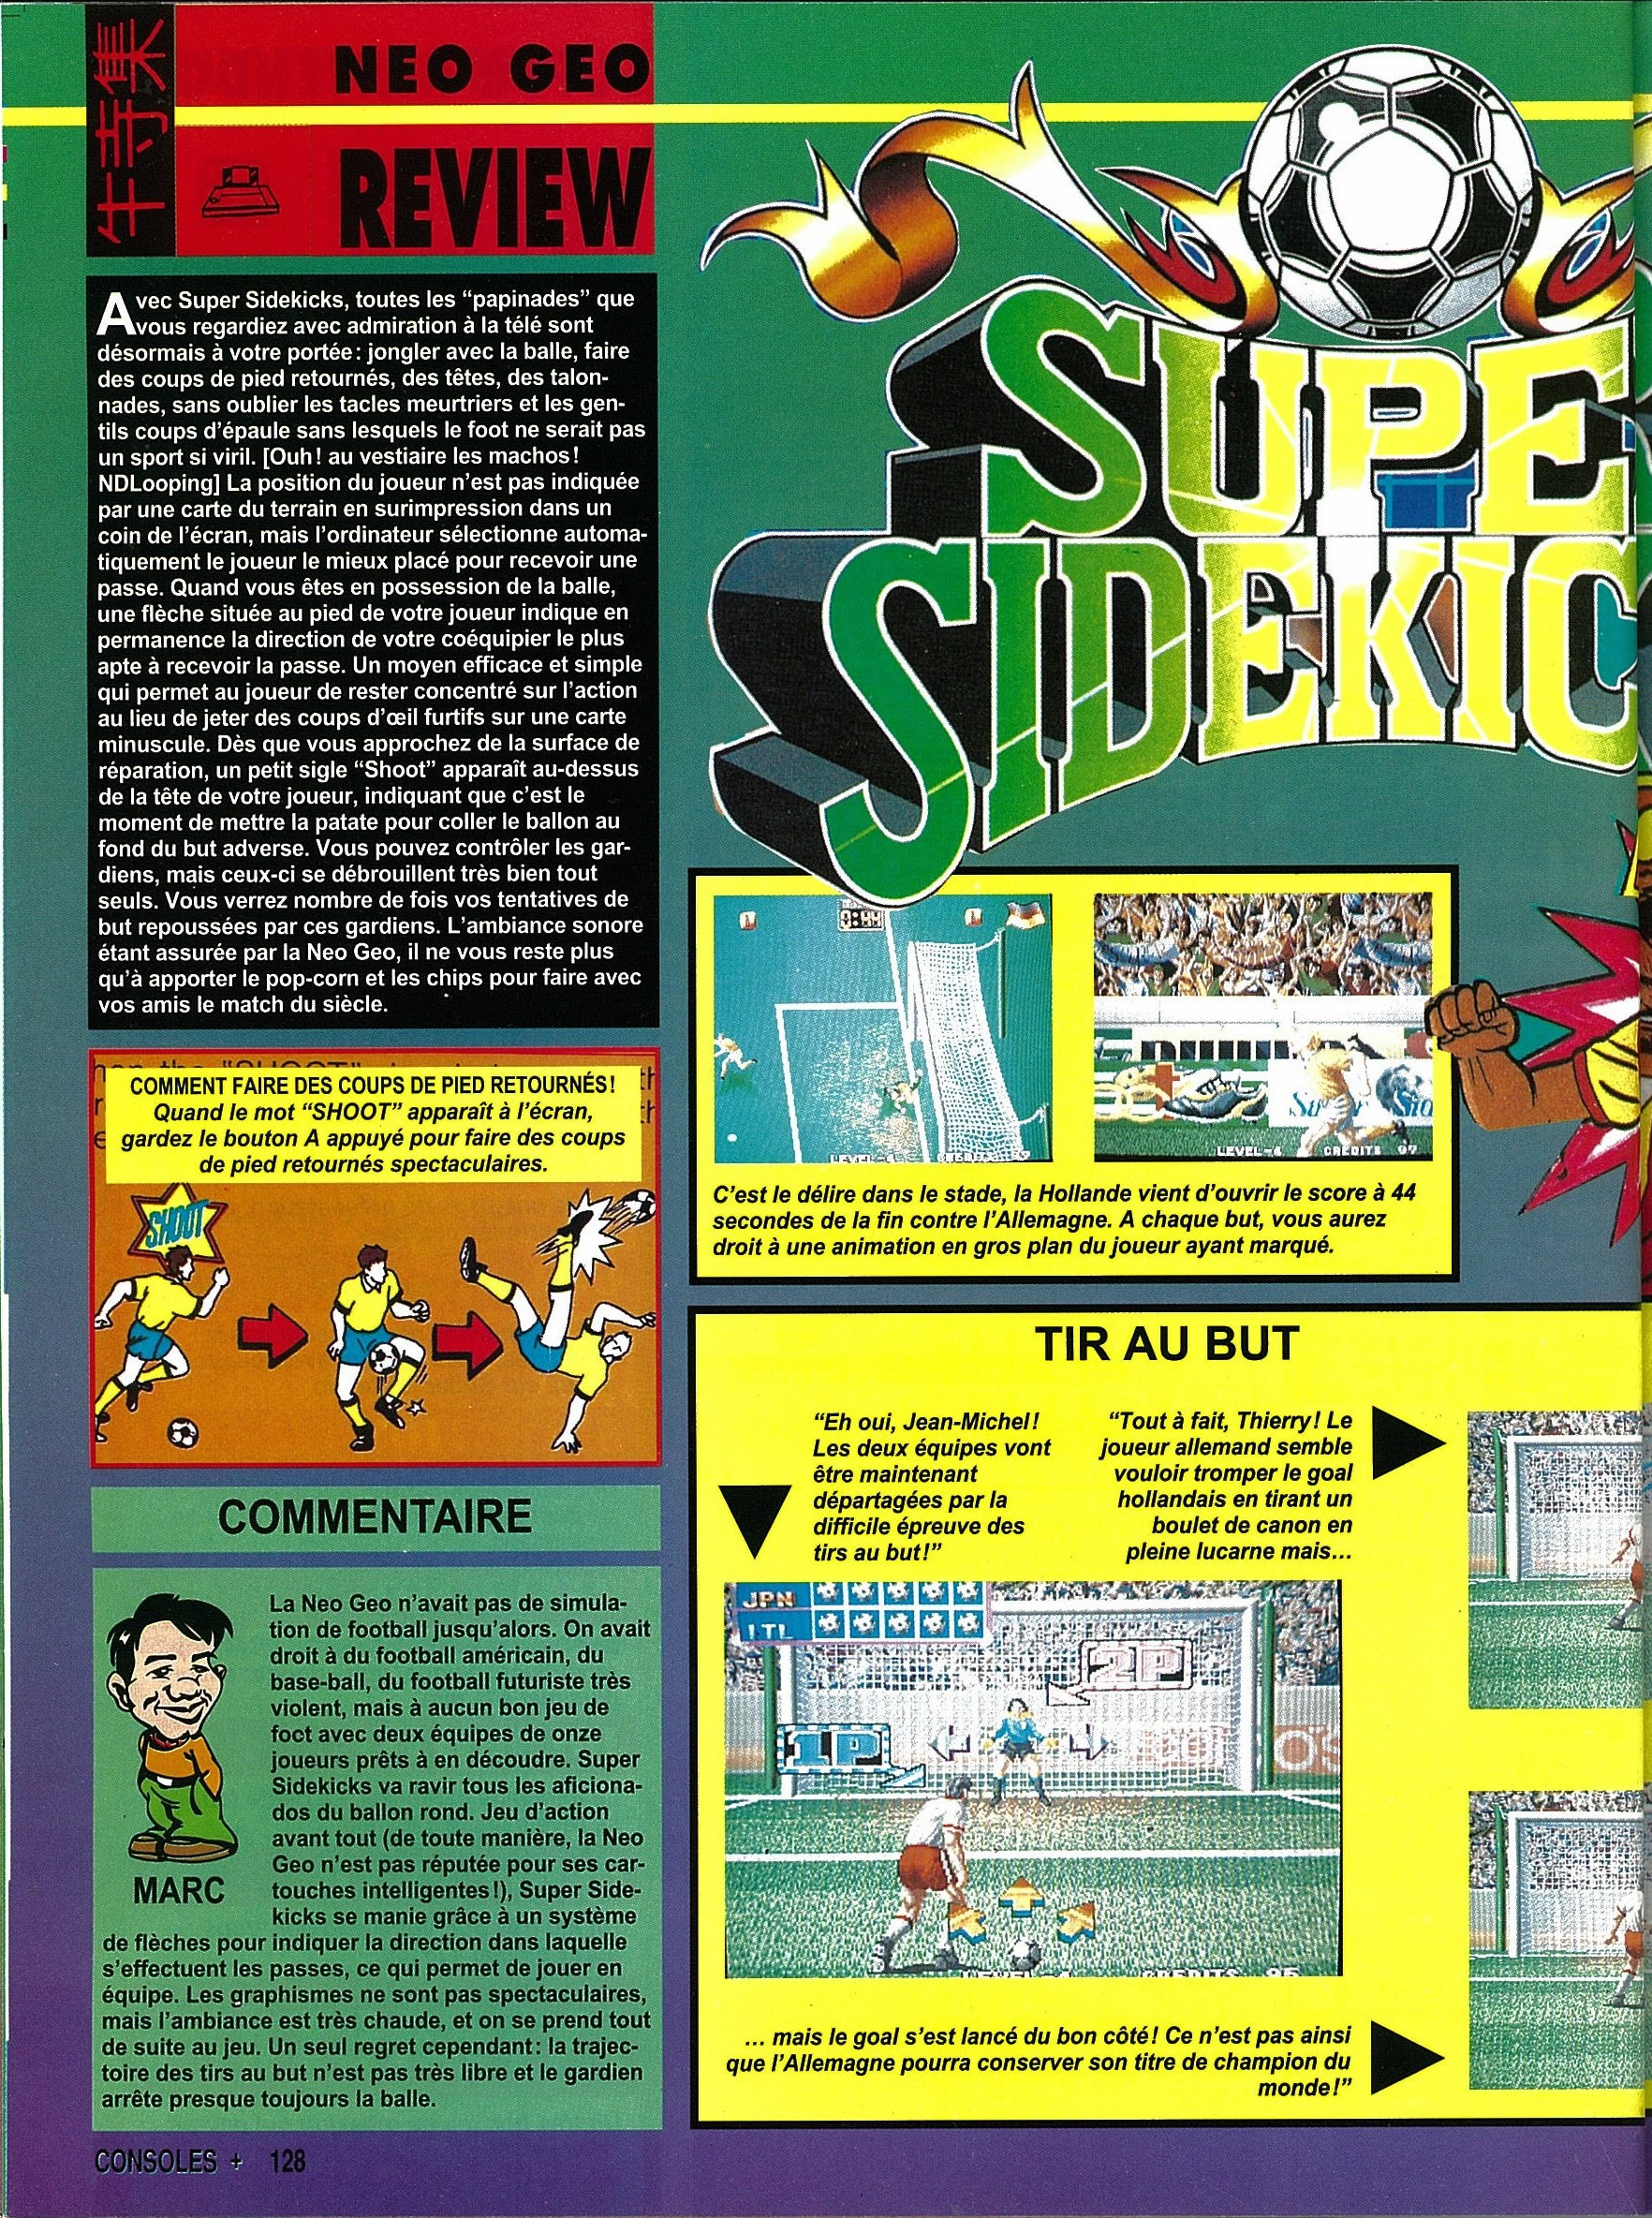 特集
NEO GEO
REVIEW
Avec Super Sidekicks, toutes les “papinades” que
vous regardiez avec admiration à la télé sont
désormais à votre portée : jongler avec la balle, faire
des coups de pied retournés, des têtes, des talon-
nades, sans oublier les tacles meurtriers et les gen-
tils coups d’épaule sans lesquels le foot ne serait pas
un sport si viril. [Ouh ! au vestiaire les machos !
NDLooping] La position du joueur n’est pas indiquée
par une carte du terrain en surimpression dans un
coin de l’écran, mais l’ordinateur sélectionne automa-
tiquement le joueur le mieux placé pour recevoir une
passe. Quand vous êtes en possession de la balle,
une flèche située au pied de votre joueur indique en
permanence la direction de votre coéquipier le plus
apte à recevoir la passe. Un moyen efficace et simple
qui permet au joueur de rester concentré sur l’action
au lieu de jeter des coups d’œil furtifs sur une carte
minuscule. Dès que vous approchez de la surface de
réparation, un petit sigle “Shoot” apparaît au-dessus
de la tête de votre joueur, indiquant que c’est le
moment de mettre la patate pour coller le ballon au
fond du but adverse. Vous pouvez contrôler les gar-
diens, mais ceux-ci se débrouillent très bien tout
seuls. Vous verrez nombre de fois vos tentatives de
but repoussées par ces gardiens. L’ambiance sonore
étant assurée par la Neo Geo, il ne vous reste plus
qu’à apporter le pop-corn et les chips pour faire avec
vos amis le match du siècle.
COMMENT FAIRE DES COUPS DE PIED RETOURNÉS !
Quand le mot “SHOOT” apparaît à l’écran,
gardez le bouton A appuyé pour faire des coups
de pied retournés spectaculaires.
SHOOT
COMMENTAIRE
MARC
La Neo Geo n’avait pas de simula-
tion de football jusqu’alors. On avait
droit à du football américain, du
base-ball, du football futuriste très
violent, mais à aucun bon jeu de
foot avec deux équipes de onze
joueurs prêts à en découdre. Super
Sidekicks va ravir tous les aficiona-
dos du ballon rond. Jeu d’action
avant tout (de toute manière, la Neo
Geo n’est pas réputée pour ses car-
touches intelligentes !), Super Side-
kicks se manie grâce à un système
de flèches pour indiquer la direction dans laquelle
s’effectuent les passes, ce qui permet de jouer en
équipe. Les graphismes ne sont pas spectaculaires,
mais l’ambiance est très chaude, et on se prend tout
de suite au jeu. Un seul regret cependant : la trajec-
toire des tirs au but n’est pas très libre et le gardien
arrête presque toujours la balle.
CONSOLES + 128
SUPE
SIDEKIC
0:44
LEVEL-4 CREDITS 97
LEVEL-4 CREDITS 97
C’est le délire dans le stade, la Hollande vient d’ouvrir le score à 44
secondes de la fin contre l’Allemagne. A chaque but, vous aurez
droit à une animation en gros plan du joueur ayant marqué.
TIR AU BUT
“Eh oui, Jean-Michel !
Les deux équipes vont
être maintenant
départagées par la
difficile épreuve des
tirs au but !”
“Tout à fait, Thierry ! Le
joueur allemand semble
vouloir tromper le goal
hollandais en tirant un
boulet de canon en
pleine lucarne mais...
JPN
ITL
2P
1P
LEVEL-4 CREDITS 95
... mais le goal s’est lancé du bon côté ! Ce n’est pas ainsi
que l’Allemagne pourra conserver son titre de champion du
monde !”